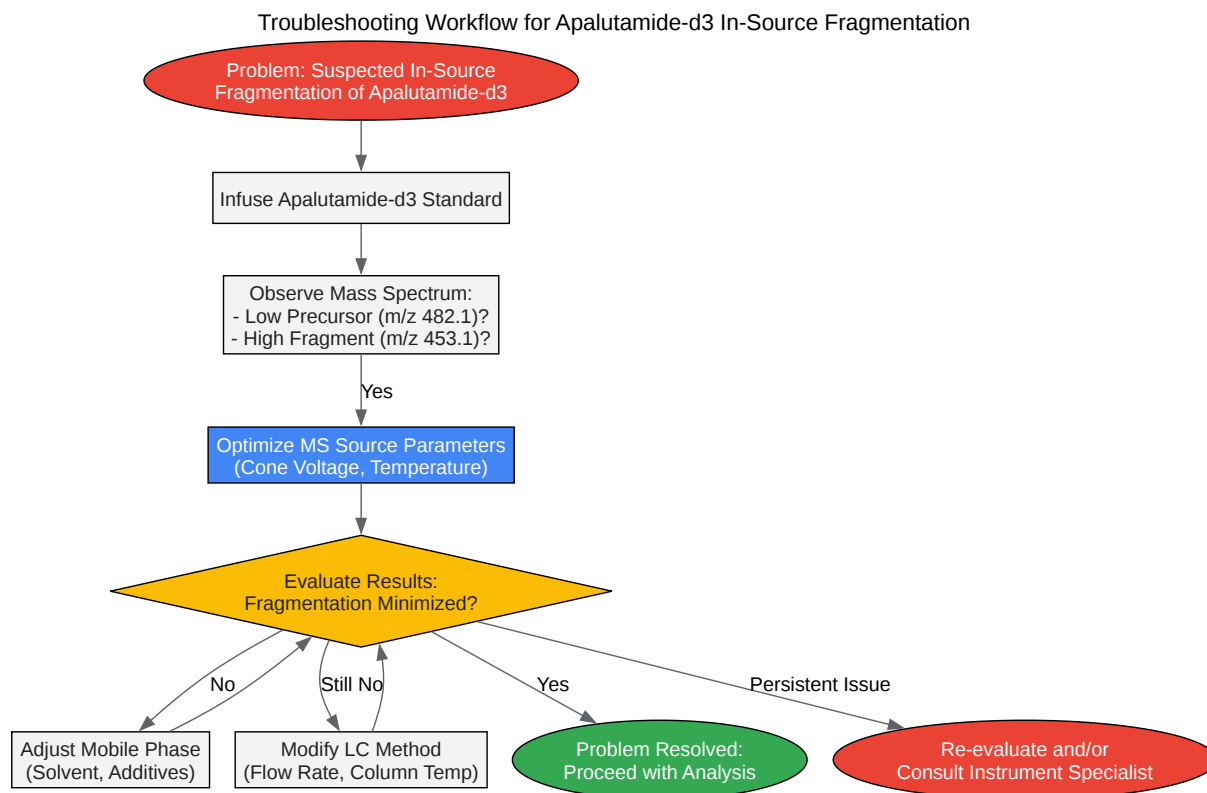 Troubleshooting Workflow for Apalutamide-d3 In-Source Fragmentation
Problem: Suspected In-Source
Fragmentation of Apalutamide-d3
Infuse Apalutamide-d3 Standard
Observe Mass Spectrum:
- Low Precursor (m/z 482.1)?
- High Fragment (m/z 453.1)?
Yes
Optimize MS Source Parameters
(Cone Voltage, Temperature)
Evaluate Results:
Fragmentation Minimized?
No
Still No
Yes
Persistent Issue
Adjust Mobile Phase
(Solvent, Additives)
Modify LC Method
(Flow Rate, Column Temp)
Problem Resolved:
Proceed with Analysis
Re-evaluate and/or
Consult Instrument Specialist